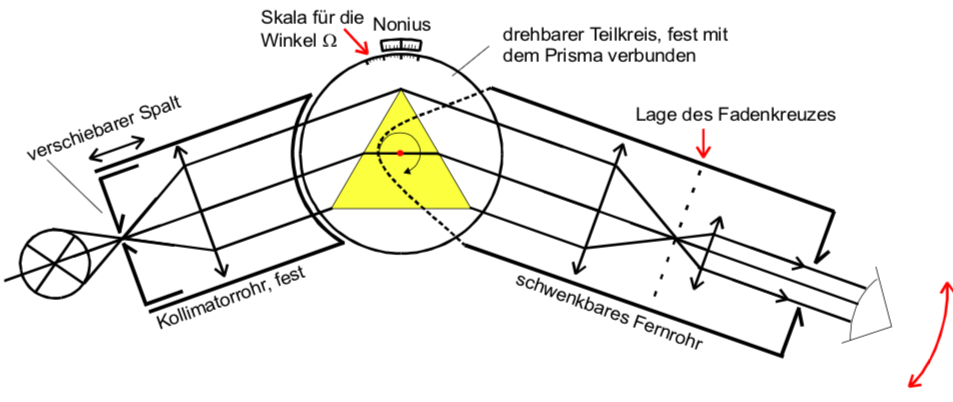 Skala für die
Winkel Ω
Nonius
drehbarer Teilkreis, fest mit
dem Prisma verbunden
verschiebarer Spalt
Lage des Fadenkreuzes
Kollimatorrohr, fest
schwenkbares Fernrohr